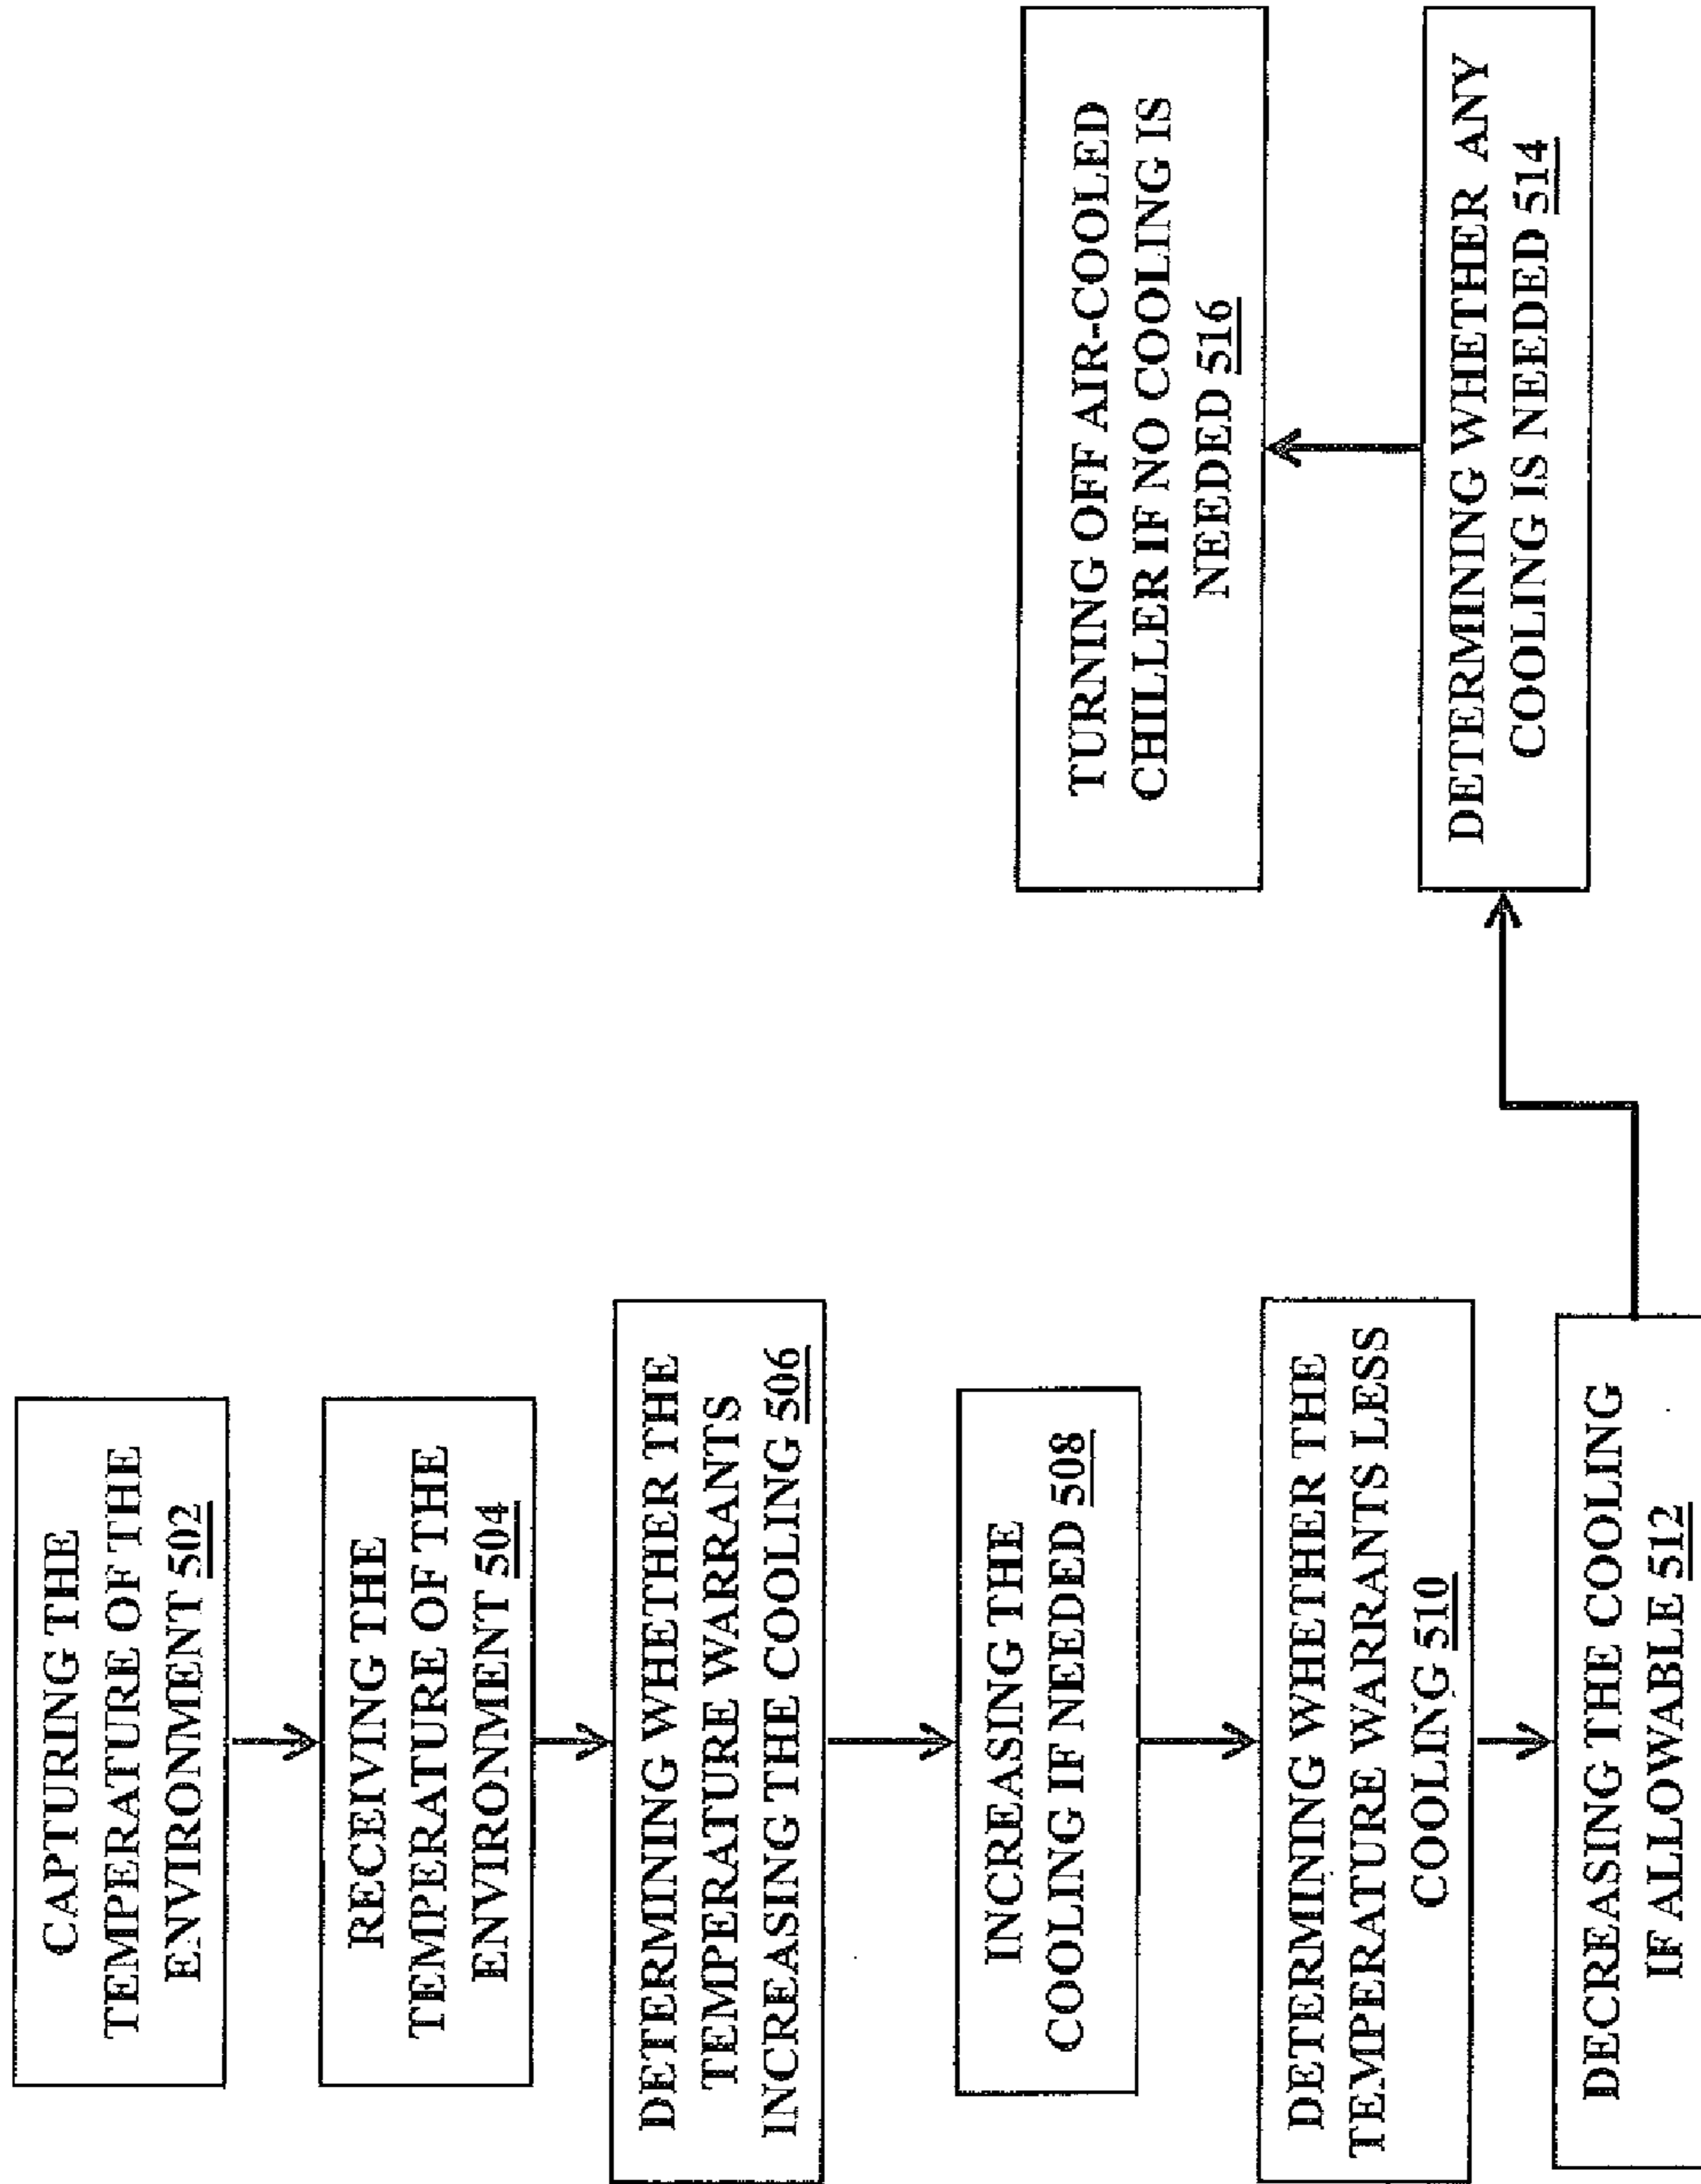 CAPTURING THE
TEMPERATURE OF THE
ENVIRONMENT 502
RECEIVING THE
TEMPERATURE OF THE
ENVIRONMENT 504
DETERMINING WHETHER THE
TEMPERATURE WARRANTS
INCREASING THE COOLING 506
INCREASING THE
COOLING IF NEEDED 508
DETERMINING WHETHER THE
TEMPERATURE WARRANTS LESS
COOLING 510
DECREASING THE COOLING
IF ALLOWABLE 512
DETERMINING WHETHER ANY
COOLING IS NEEDED 514
TURNING OFF AIR-COOLED
CHILLER IF NO COOLING IS
NEEDED 516